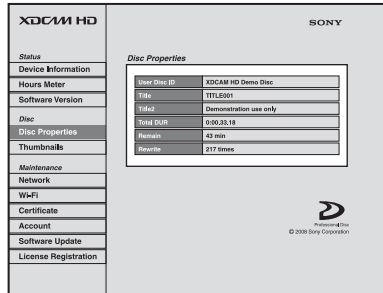 XDCAM HD
SONY
Status
Device Information
Hours Meter
Software Version
Disc
Disc Properties
Thumbnails
Maintenance
Network
Wi-Fi
Certificate
Account
Software Update
License Registration
Disc Properties
User Disc ID XDCAM HD Demo Disc
Title TITLE001
Title2 Demonstration use only
Total DUR 0:00,33,18
Remain 43 min
Rewrite 217 times
Professional Disc
© 2008 Sony Corporation